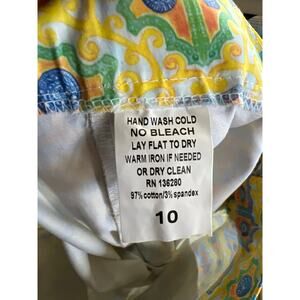 HAND WASH COLD
NO BLEACH
LAY FLAT TO DRY
WARM IRON IF NEEDED
OR DRY CLEAN
RN 136280
97% cotton/3% spandex
10